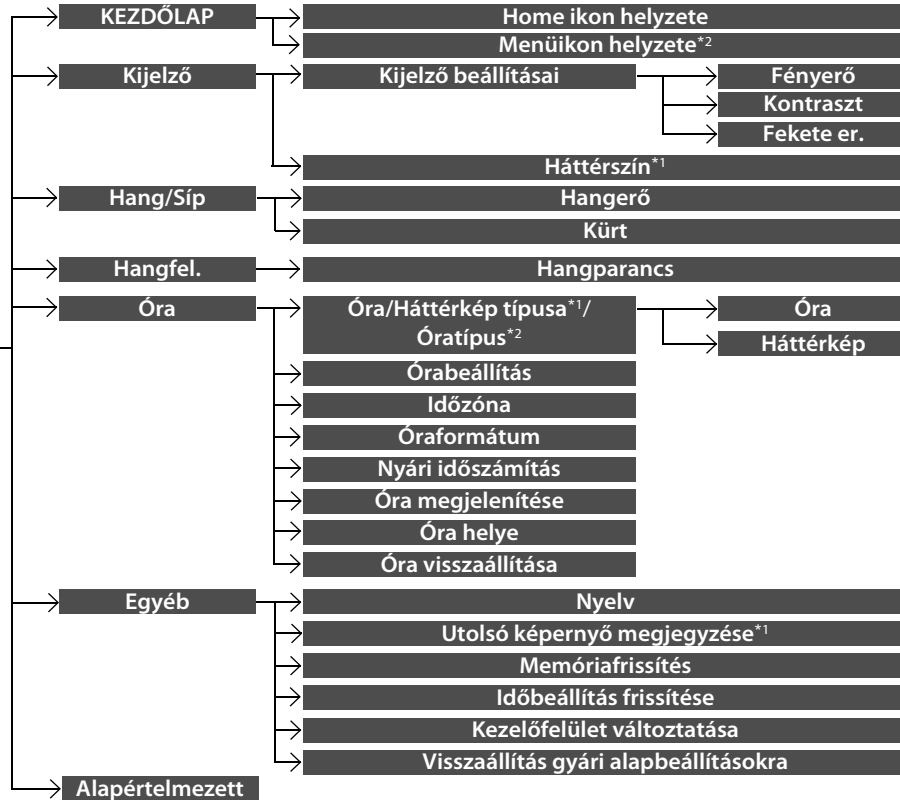 KEZDŐLAP
Home ikon helyzete
Menüikon helyzete*2
Kijelző
Kijelző beállításai
Fényerő
Kontraszt
Fekete er.
Háttérszín*1
Hang/Síp
Hangerő
Kürt
Hangfel.
Hangparancs
Óra
Óra/Háttérkép típusa*1/
Óratípus*2
Óra
Háttérkép
Órabeállítás
Időzóna
Óraformátum
Nyári időszámítás
Óra megjelenítése
Óra helye
Óra visszaállítása
Egyéb
Nyelv
Utolsó képernyő megjegyzése*1
Memóriafrissítés
Időbeállítás frissítése
Kezelőfelület változtatása
Visszaállítás gyári alapbeállításokra
Alapértelmezett